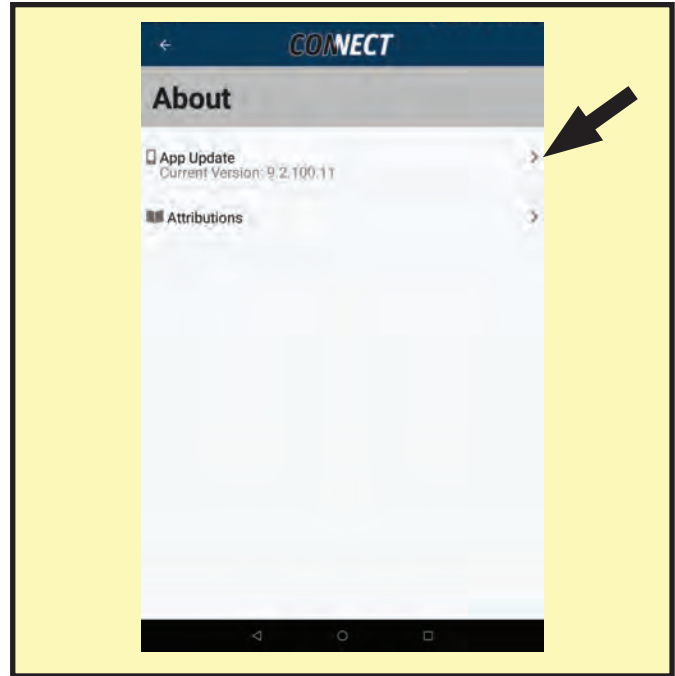 CONNECT
About
App Update
Current Version: 9.2.100.11
Attributions